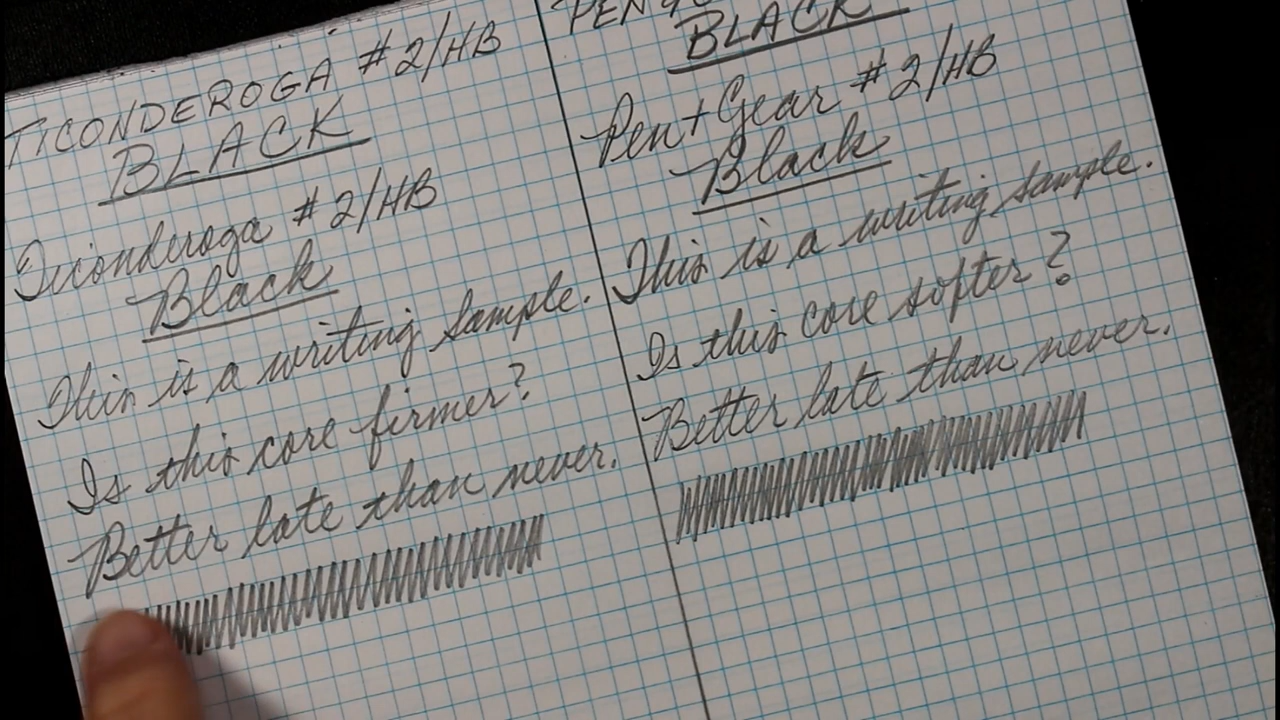 TICONDEROGA #2/HB
BLACK
Ticonderoga #2/HB
Black
This is a writing sample.
Is this core firmer?
Better late than never.
BLACK
Pen+Gear #2/HB
Black
This is a writing sample.
Is this core softer?
Better late than never.